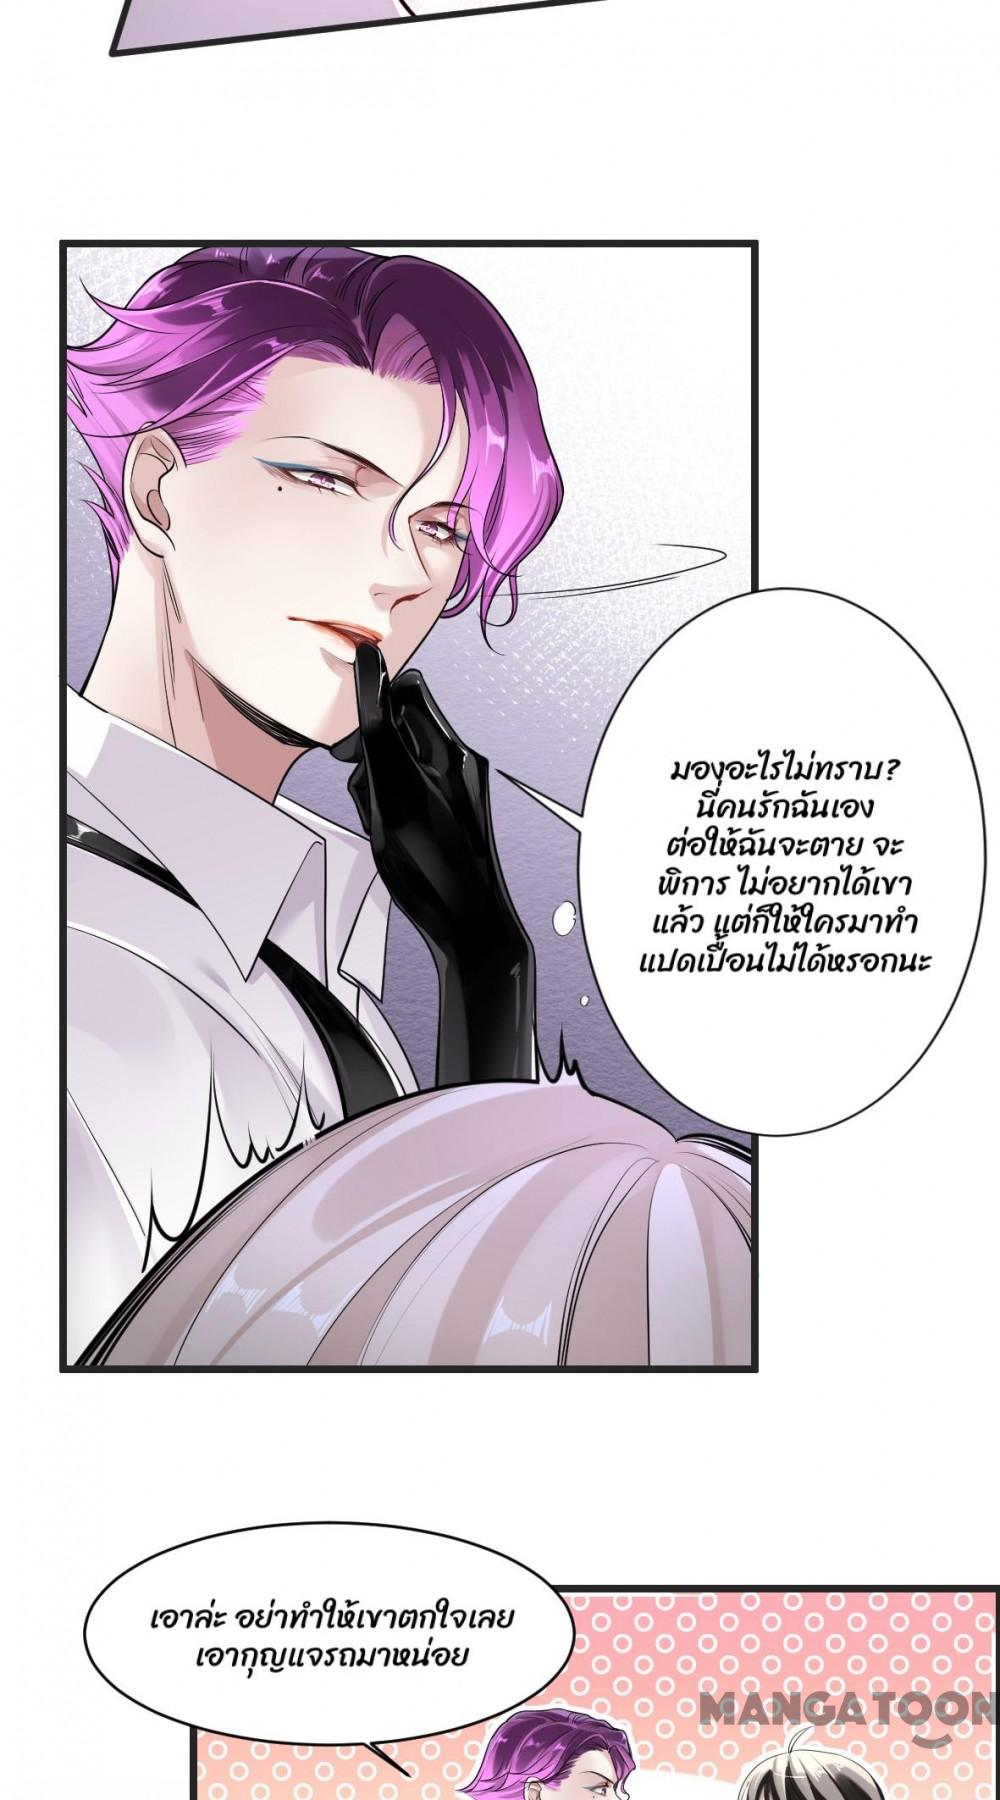 มองอะไรไม่ทราบ?
นี่คนรักฉันเอง
ต่อให้ฉันจะตาย จะ
พิการ ไม่อยากได้เขา
แล้ว แต่ก็ให้ใครมาทำ
แปดเปื้อนไม่ได้หรอกนะ
เอาล่ะ อย่าทำให้เขาตกใจเลย
เอากุญแจรถมาหน่อย
MANGATOON